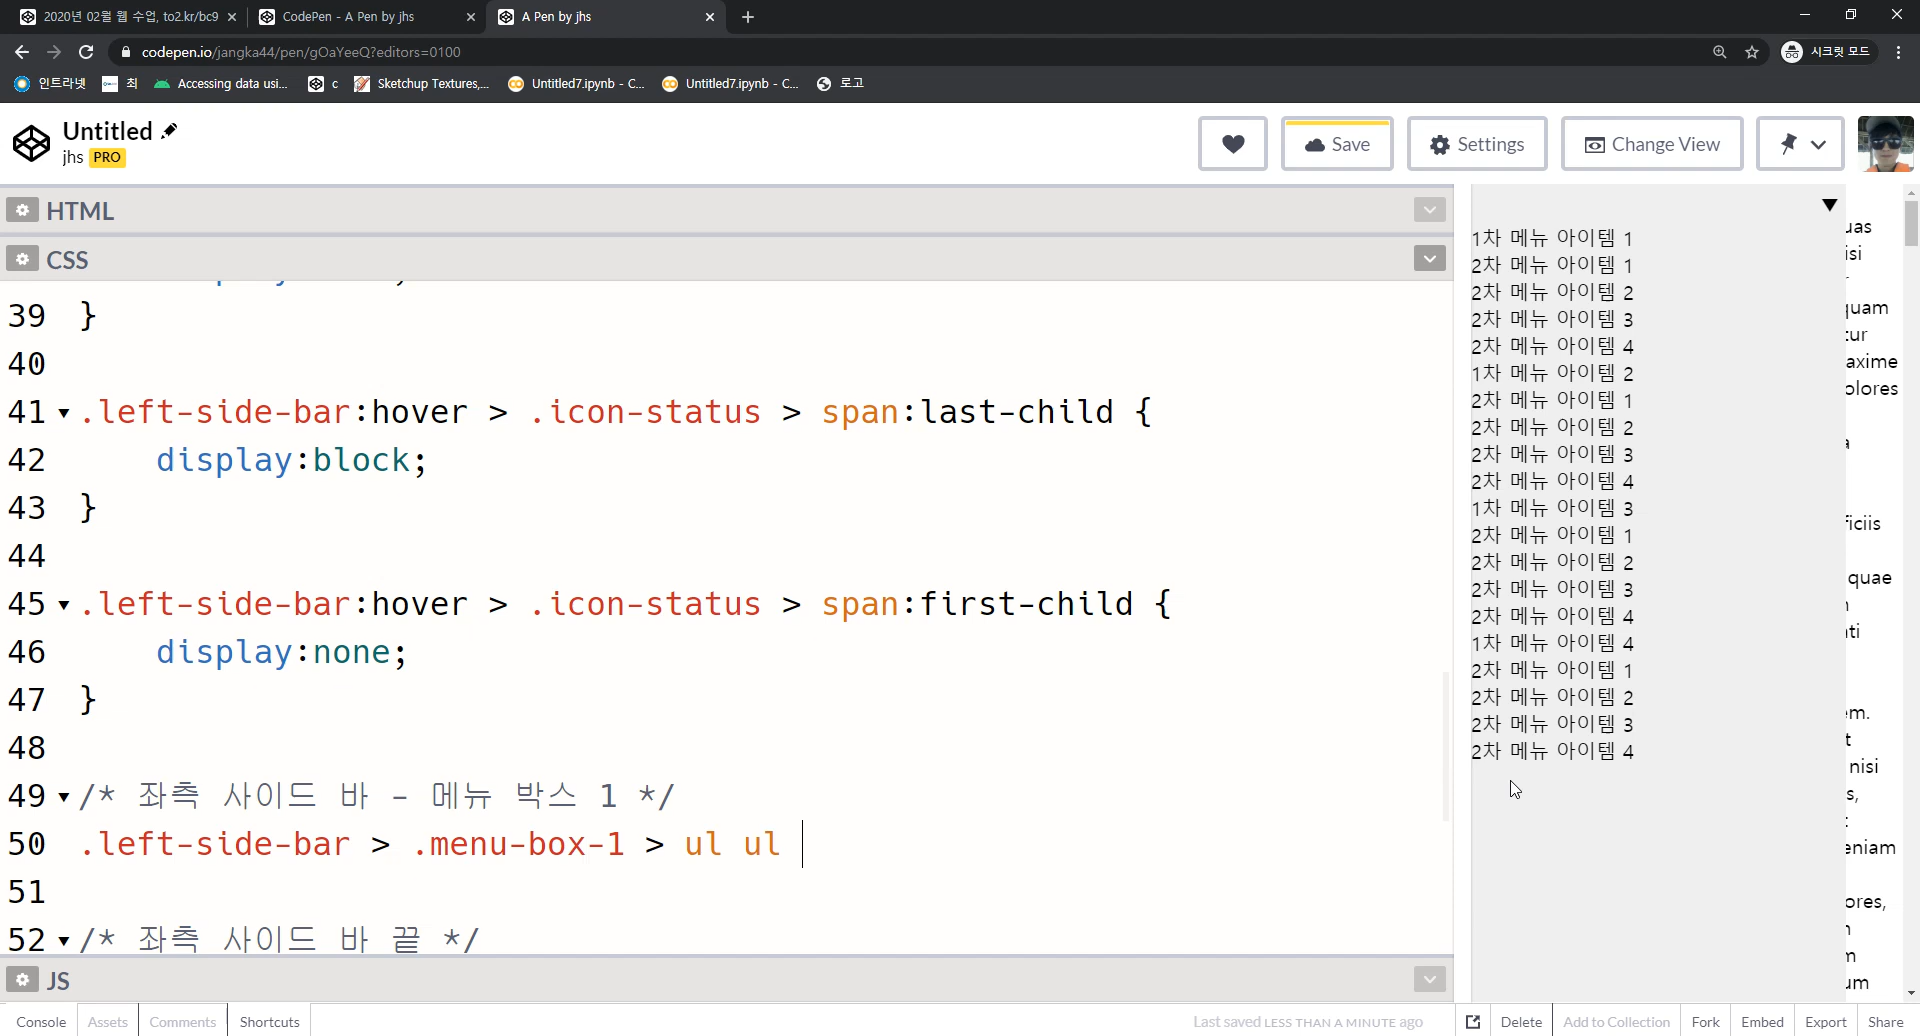 2020년 02월 웹 수업, to2.kr/bc9
CodePen - A Pen by jhs
A Pen by jhs
codepen.io/jangka44/pen/gOaYeeQ?editors=0100
시크릿 모드
인트라넷
최
Accessing data usi...
c
Sketchup Textures,...
Untitled7.ipynb - C...
Untitled7.ipynb - C...
로고
Untitled
jhs PRO
Save
Settings
Change View
HTML
CSS
39 }
40
41 .left-side-bar:hover > .icon-status > span:last-child {
42 display:block;
43 }
44
45 .left-side-bar:hover > .icon-status > span:first-child {
46 display:none;
47 }
48
49 /* 좌측 사이드 바 - 메뉴 박스 1 */
50 .left-side-bar > .menu-box-1 > ul ul
51
52 /* 좌측 사이드 바 끝 */
JS
1차 메뉴 아이템 1
2차 메뉴 아이템 1
2차 메뉴 아이템 2
2차 메뉴 아이템 3
2차 메뉴 아이템 4
1차 메뉴 아이템 2
2차 메뉴 아이템 1
2차 메뉴 아이템 2
2차 메뉴 아이템 3
2차 메뉴 아이템 4
1차 메뉴 아이템 3
2차 메뉴 아이템 1
2차 메뉴 아이템 2
2차 메뉴 아이템 3
2차 메뉴 아이템 4
1차 메뉴 아이템 4
2차 메뉴 아이템 1
2차 메뉴 아이템 2
2차 메뉴 아이템 3
2차 메뉴 아이템 4
quam
olores
quae
nisi
Console
Assets
Comments
Shortcuts
Last saved LESS THAN A MINUTE ago
Delete
Add to Collection
Fork
Embed
Export
Share